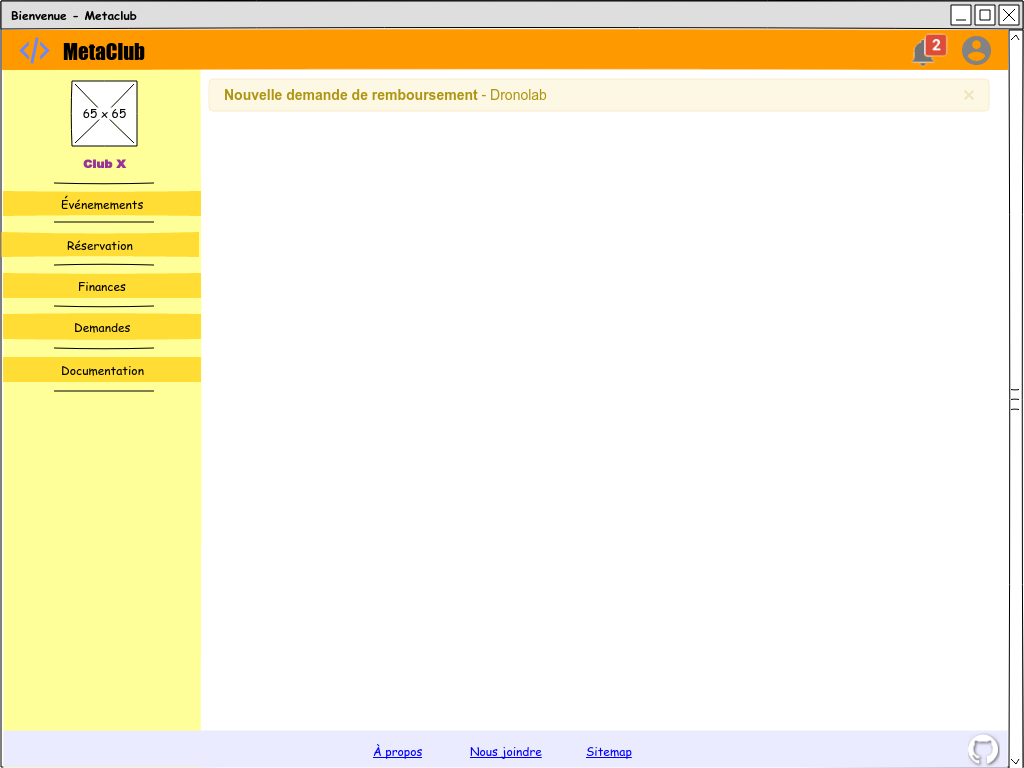 Bienvenue - Metaclub
</> MetaClub
2
65 x 65
Club X
Événemements
Réservation
Finances
Demandes
Documentation
Nouvelle demande de remboursement - Dronolab
×
À propos Nous joindre Sitemap